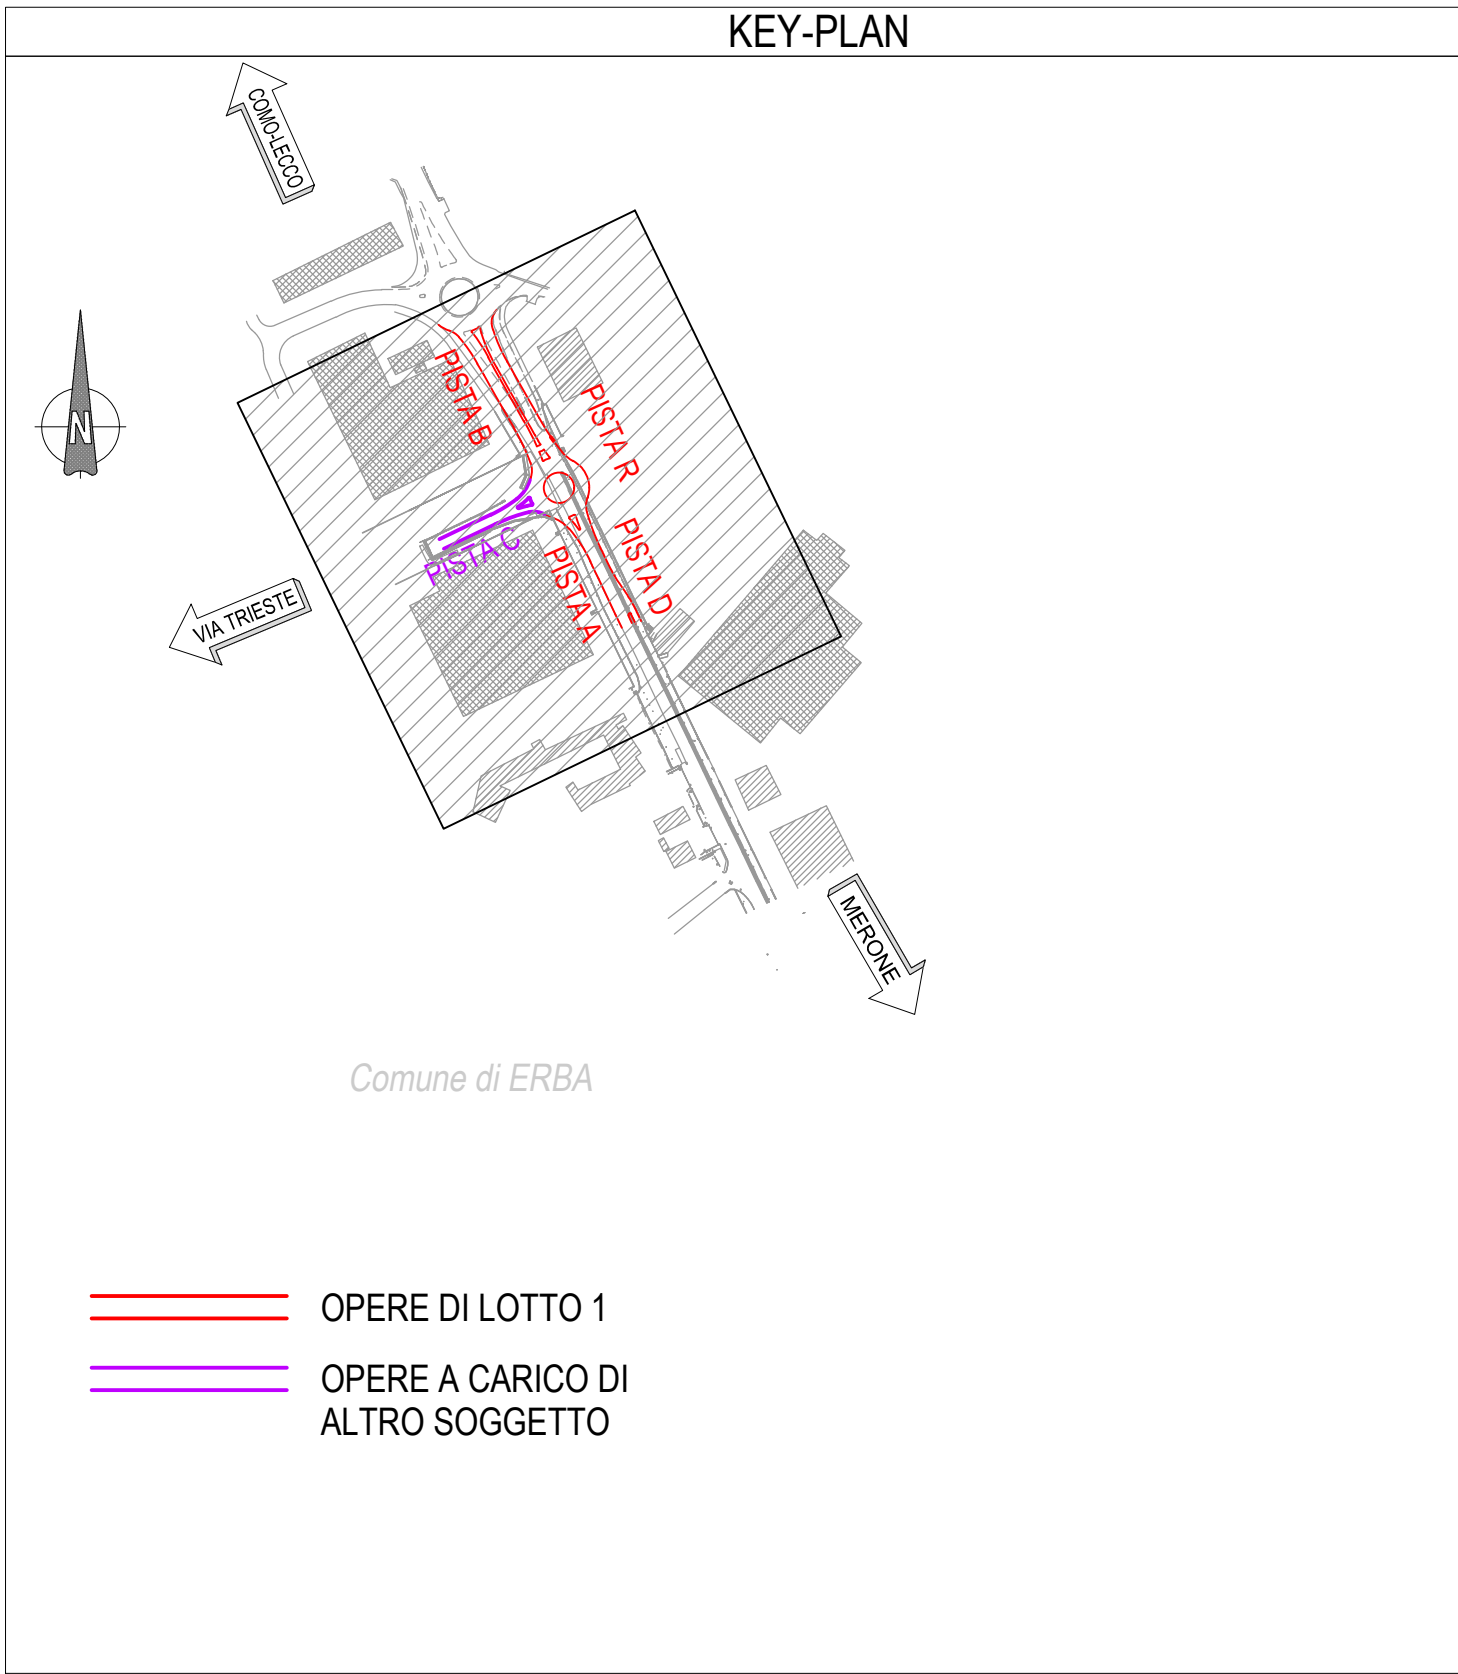 KEY-PLAN
COMO-LECCO
N
PISTA B
PISTA R
PISTA C
PISTA A
PISTA D
VIA TRIESTE
MERONE
Comune di ERBA
OPERE DI LOTTO 1
OPERE A CARICO DI
ALTRO SOGGETTO